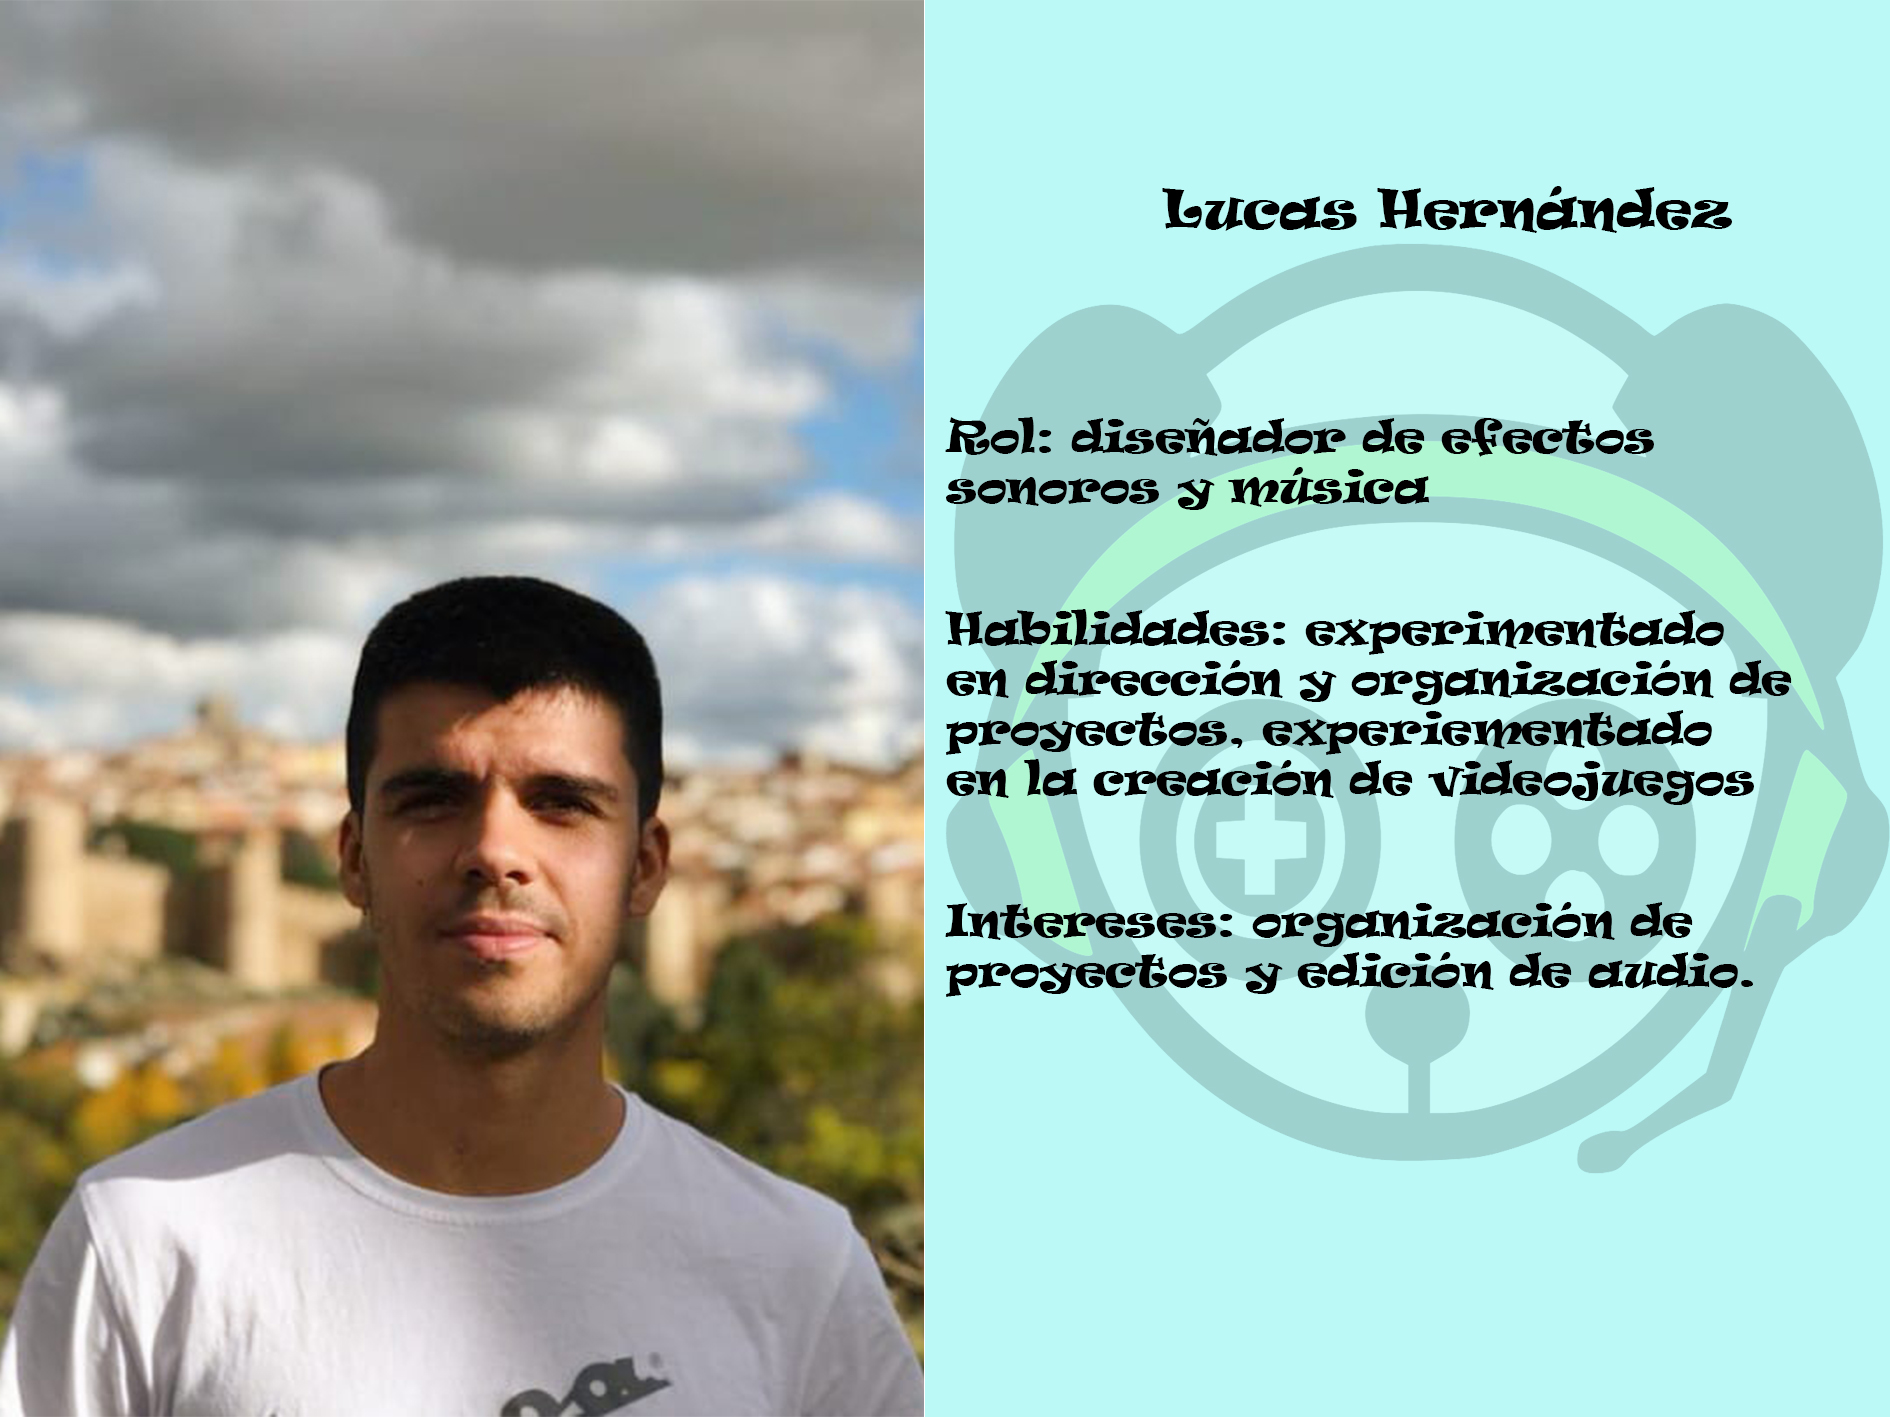 Lucas Hernández
Rol: diseñador de efectos
sonoros y música
Habilidades: experimentado
en dirección y organización de
proyectos, experiementado
en la creación de videojuegos
Intereses: organización de
proyectos y edición de audio.